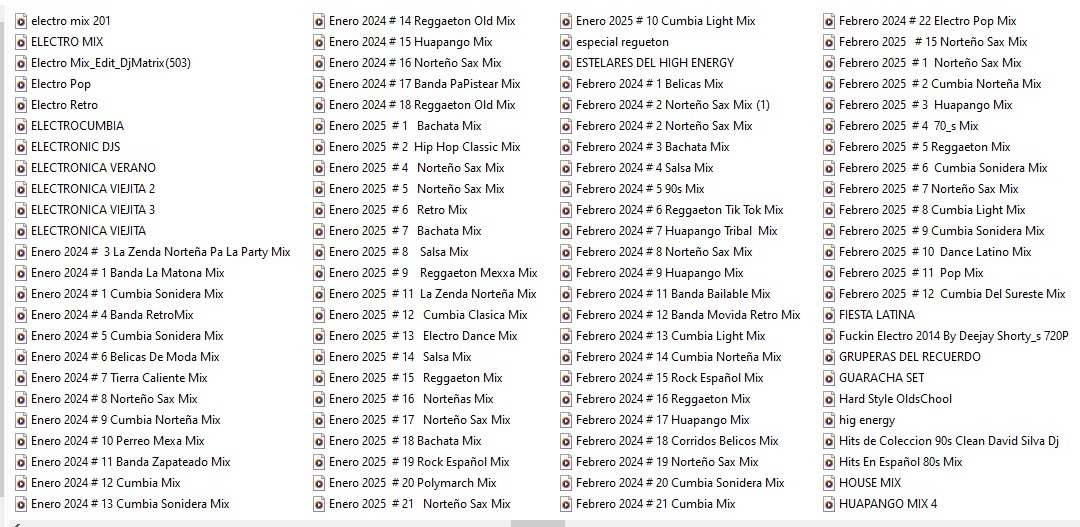 electro mix 201
ELECTRO MIX
Electro Mix_Edit_DjMatrix(503)
Electro Pop
Electro Retro
ELECTROCUMBIA
ELECTRONIC DJS
ELECTRONICA VERANO
ELECTRONICA VIEJITA 2
ELECTRONICA VIEJITA 3
ELECTRONICA VIEJITA
Enero 2024 #  3 La Zenda Norteña Pa La Party Mix
Enero 2024 # 1 Banda La Matona Mix
Enero 2024 # 1 Cumbia Sonidera Mix
Enero 2024 # 4 Banda RetroMix
Enero 2024 # 5 Cumbia Sonidera Mix
Enero 2024 # 6 Belicas De Moda Mix
Enero 2024 # 7 Tierra Caliente Mix
Enero 2024 # 8 Norteño Sax Mix
Enero 2024 # 9 Cumbia Norteña Mix
Enero 2024 # 10 Perreo Mexa Mix
Enero 2024 # 11 Banda Zapateado Mix
Enero 2024 # 12 Cumbia Mix
Enero 2024 # 13 Cumbia Sonidera Mix
Enero 2024 # 14 Reggaeton Old Mix
Enero 2024 # 15 Huapango Mix
Enero 2024 # 16 Norteño Sax Mix
Enero 2024 # 17 Banda PaPistear Mix
Enero 2024 # 18 Reggaeton Old Mix
Enero 2025  # 1   Bachata Mix
Enero 2025  # 2  Hip Hop Classic Mix
Enero 2025  # 4   Norteño Sax Mix
Enero 2025  # 5   Norteño Sax Mix
Enero 2025  # 6   Retro Mix
Enero 2025  # 7   Bachata Mix
Enero 2025  # 8    Salsa Mix
Enero 2025  # 9    Reggaeton Mexxa Mix
Enero 2025  # 11  La Zenda Norteña Mix
Enero 2025  # 12   Cumbia Clasica Mix
Enero 2025  # 13   Electro Dance Mix
Enero 2025  # 14   Salsa Mix
Enero 2025  # 15   Reggaeton Mix
Enero 2025  # 16   Norteñas Mix
Enero 2025  # 17   Norteño Sax Mix
Enero 2025  # 18 Bachata Mix
Enero 2025  # 19 Rock Español Mix
Enero 2025  # 20 Polymarch Mix
Enero 2025  # 21   Norteño Sax Mix
Enero 2025 # 10 Cumbia Light Mix
especial regueton
ESTELARES DEL HIGH ENERGY
Febrero 2024 # 1 Belicas Mix
Febrero 2024 # 2 Norteño Sax Mix (1)
Febrero 2024 # 2 Norteño Sax Mix
Febrero 2024 # 3 Bachata Mix
Febrero 2024 # 4 Salsa Mix
Febrero 2024 # 5 90s Mix
Febrero 2024 # 6 Reggaeton Tik Tok Mix
Febrero 2024 # 7 Huapango Tribal  Mix
Febrero 2024 # 8 Norteño Sax Mix
Febrero 2024 # 9 Huapango Mix
Febrero 2024 # 11 Banda Bailable Mix
Febrero 2024 # 12 Banda Movida Retro Mix
Febrero 2024 # 13 Cumbia Light Mix
Febrero 2024 # 14 Cumbia Norteña Mix
Febrero 2024 # 15 Rock Español Mix
Febrero 2024 # 16 Reggaeton Mix
Febrero 2024 # 17 Huapango Mix
Febrero 2024 # 18 Corridos Belicos Mix
Febrero 2024 # 19 Norteño Sax Mix
Febrero 2024 # 20 Cumbia Sonidera Mix
Febrero 2024 # 21 Cumbia Mix
Febrero 2024 # 22 Electro Pop Mix
Febrero 2025   # 15 Norteño Sax Mix
Febrero 2025  # 1  Norteño Sax Mix
Febrero 2025  # 2 Cumbia Norteña Mix
Febrero 2025  # 3  Huapango Mix
Febrero 2025  # 4  70_s Mix
Febrero 2025  # 5 Reggaeton Mix
Febrero 2025  # 6  Cumbia Sonidera Mix
Febrero 2025  # 7 Norteño Sax Mix
Febrero 2025  # 8 Cumbia Light Mix
Febrero 2025  # 9 Cumbia Sonidera Mix
Febrero 2025  # 10  Dance Latino Mix
Febrero 2025  # 11  Pop Mix
Febrero 2025  # 12  Cumbia Del Sureste Mix
FIESTA LATINA
Fuckin Electro 2014 By Deejay Shorty_s 720P
GRUPERAS DEL RECUERDO
GUARACHA SET
Hard Style OldsChool
hig energy
Hits de Coleccion 90s Clean David Silva Dj
Hits En Español 80s Mix
HOUSE MIX
HUAPANGO MIX 4